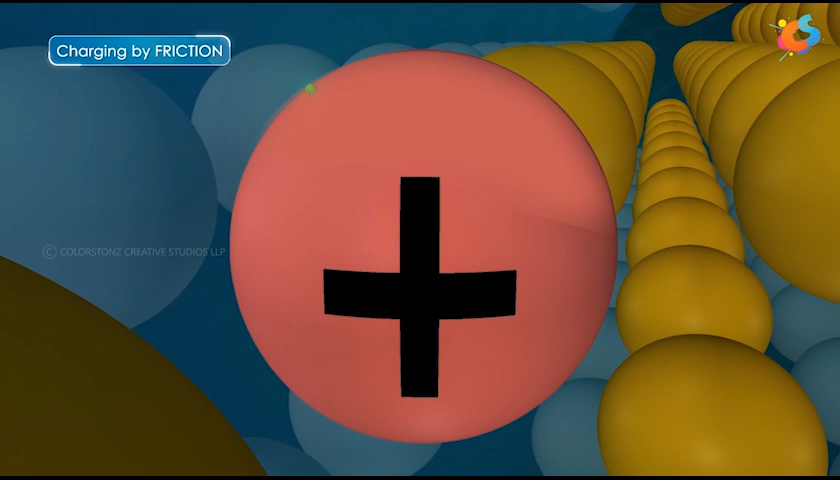 Charging by FRICTION
© COLORSTONZ CREATIVE STUDIOS LLP